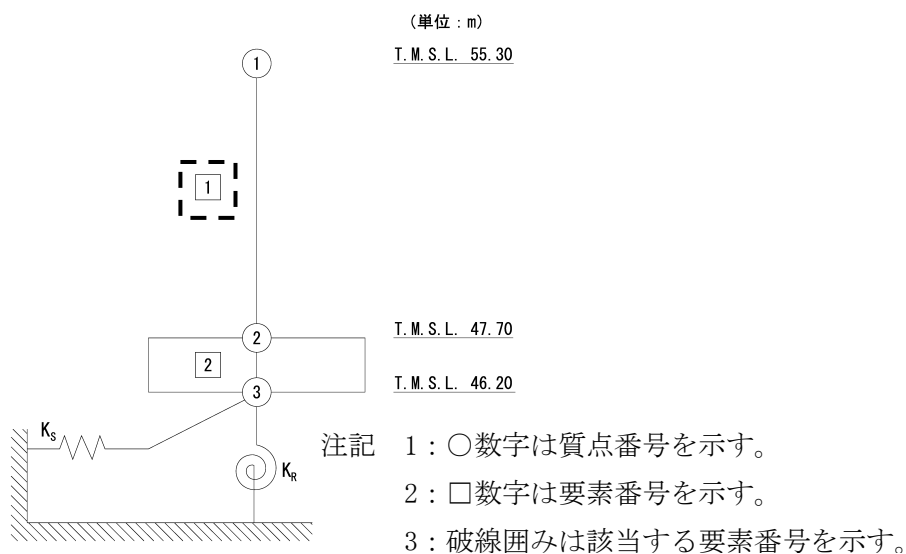 (単位:m)
T.M.S.L. 55.30
1
1
T.M.S.L. 47.70
2
2
T.M.S.L. 46.20
3
KS
KR
注記 1:○数字は質点番号を示す。
2:□数字は要素番号を示す。
3:破線囲みは該当する要素番号を示す。